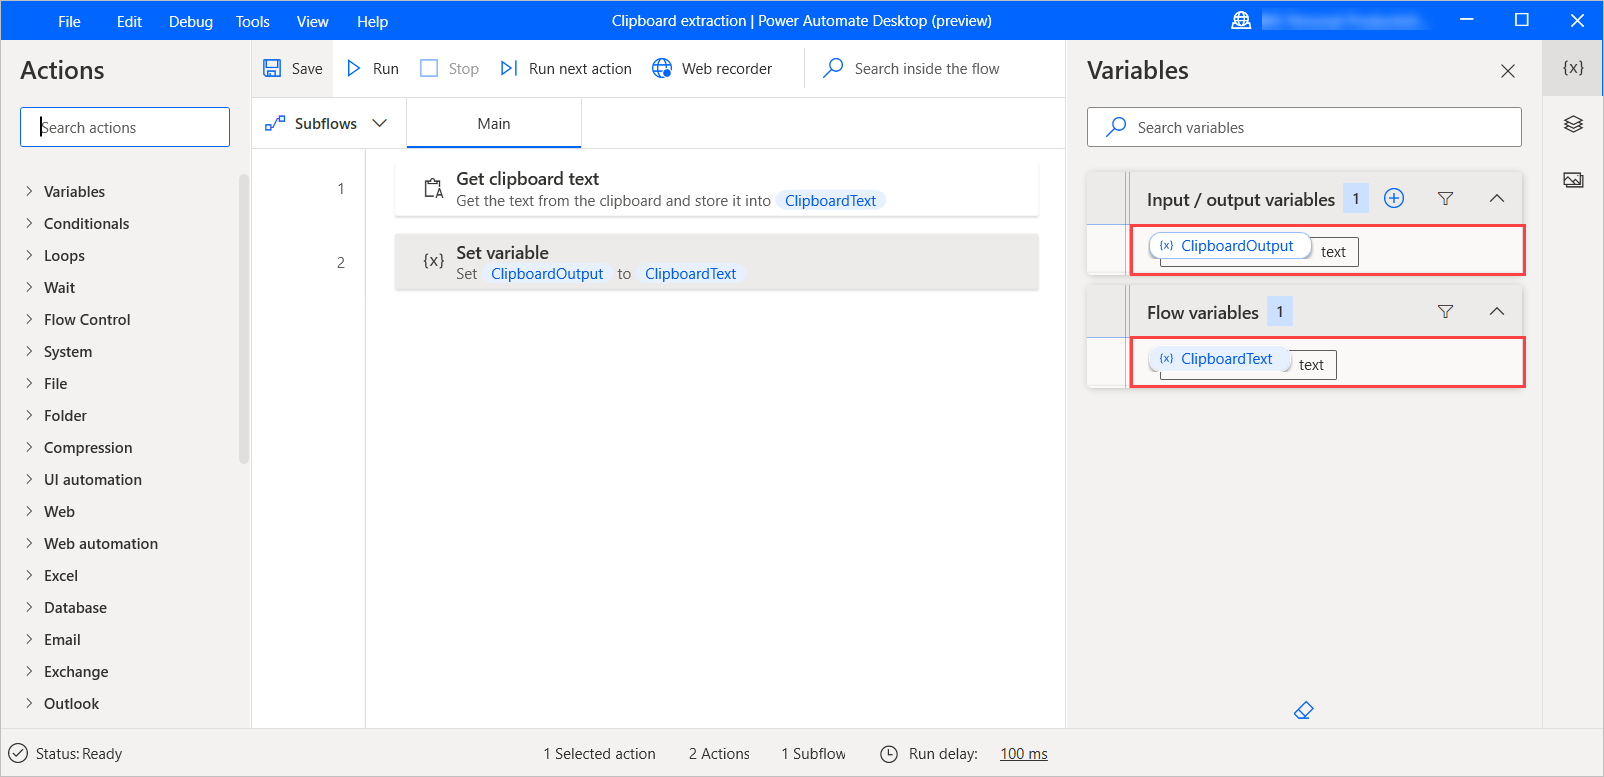 File Edit Debug Tools View Help Clipboard extraction | Power Automate Desktop (preview)
Actions
Search actions
Variables
Conditionals
Loops
Wait
Flow Control
System
File
Folder
Compression
UI automation
Web
Web automation
Excel
Database
Email
Exchange
Outlook
Save Run Stop Run next action Web recorder Search inside the flow
Subflows Main
1 Get clipboard text
Get the text from the clipboard and store it into ClipboardText
2 {x} Set variable
Set ClipboardOutput to ClipboardText
Variables
{x}
Search variables
Input / output variables 1
{x} ClipboardOutput text
Flow variables 1
{x} ClipboardText text
Status: Ready 1 Selected action 2 Actions 1 Subflow Run delay: 100 ms